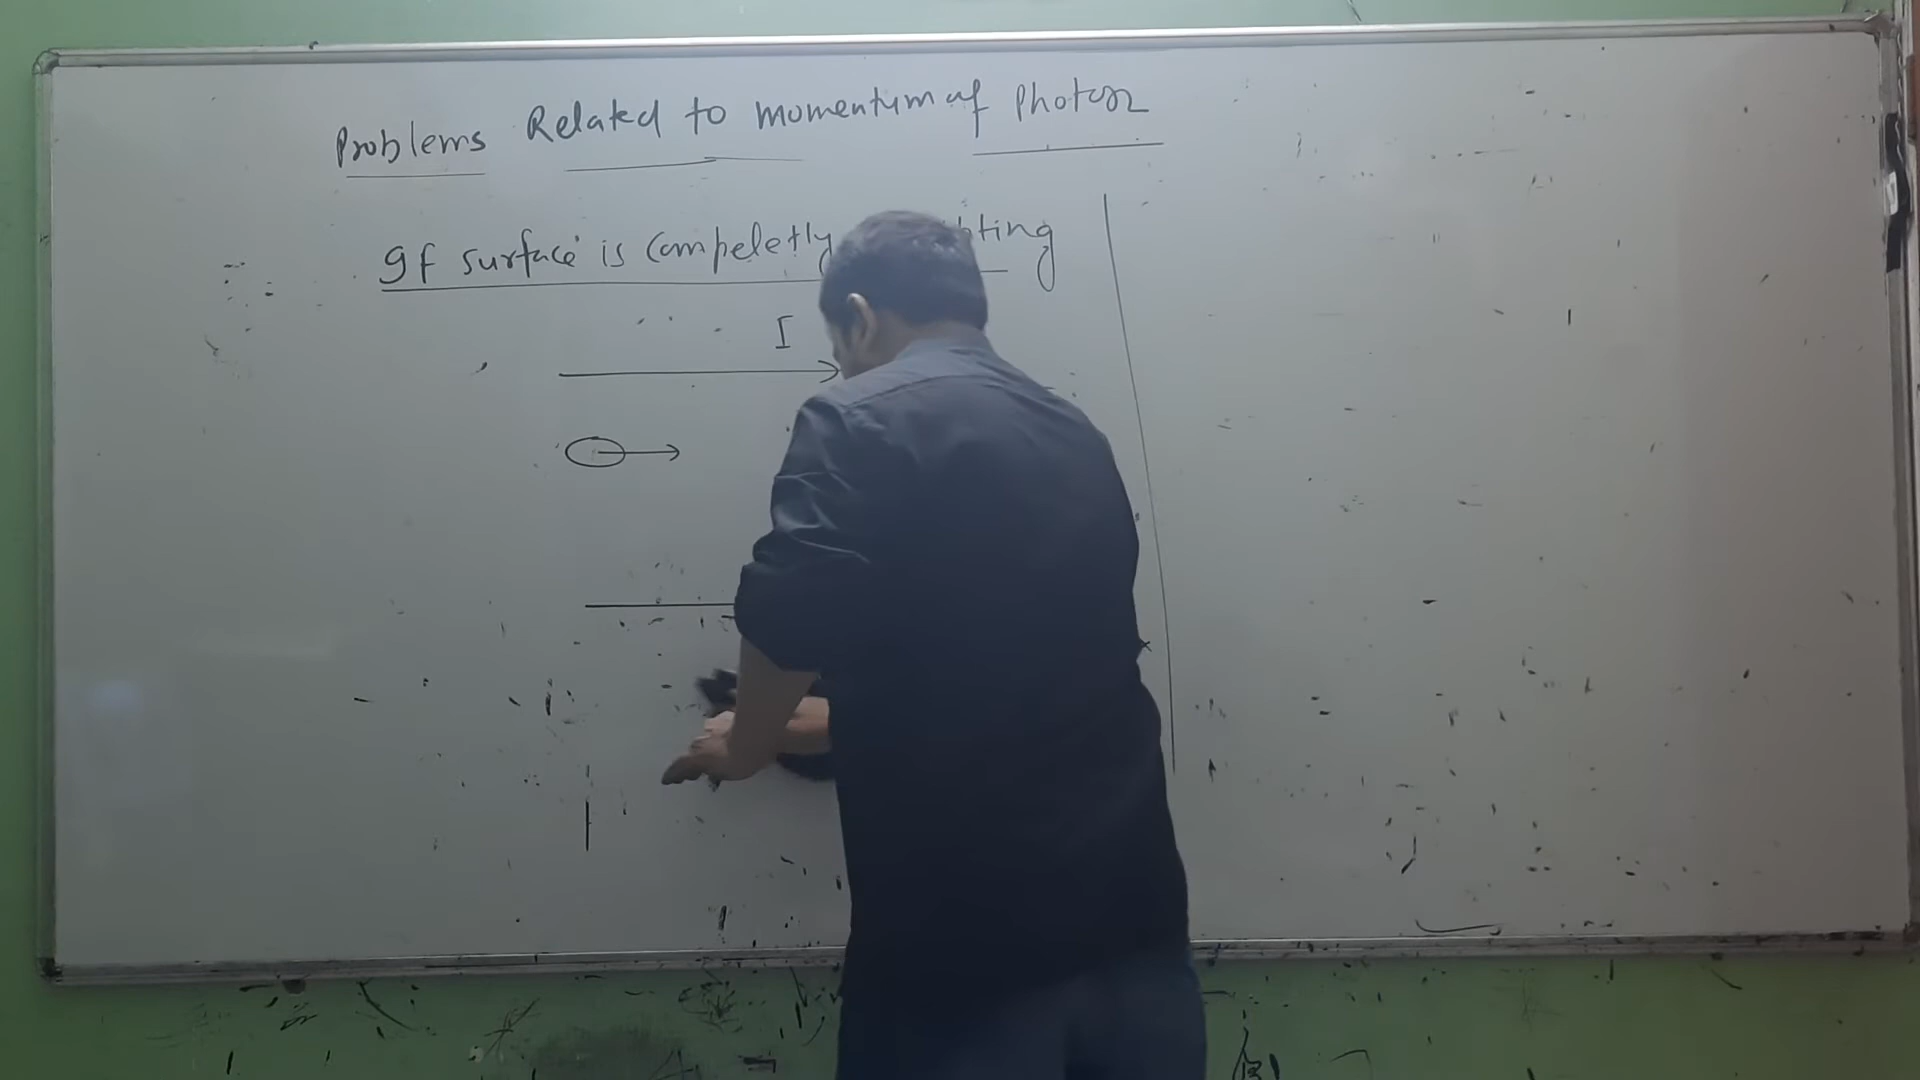 Problems Related to momentum of Photon
If surface is Compeletly
I